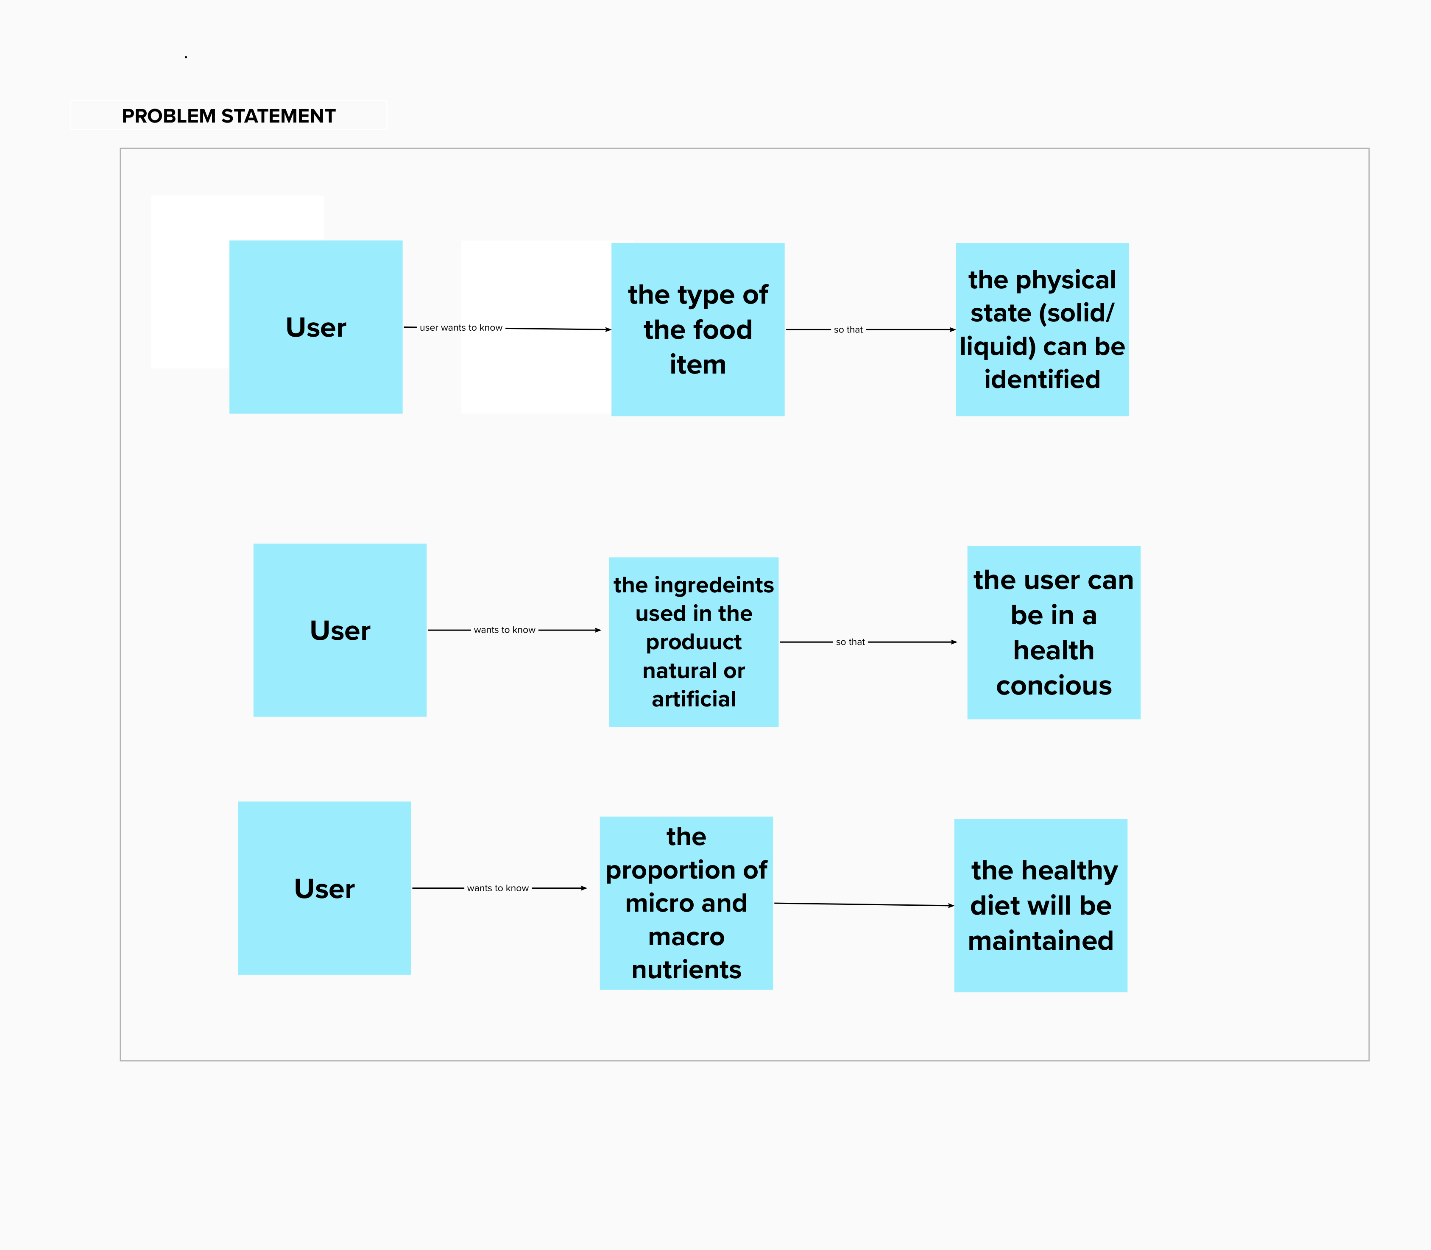 .
PROBLEM STATEMENT
User
user wants to know
the type of
the food
item
so that
the physical
state (solid/
liquid) can be
identified
User
wants to know
the ingredeints
used in the
produuct
natural or
artificial
so that
the user can
be in a
health
concious
User
wants to know
the
proportion of
micro and
macro
nutrients
the healthy
diet will be
maintained